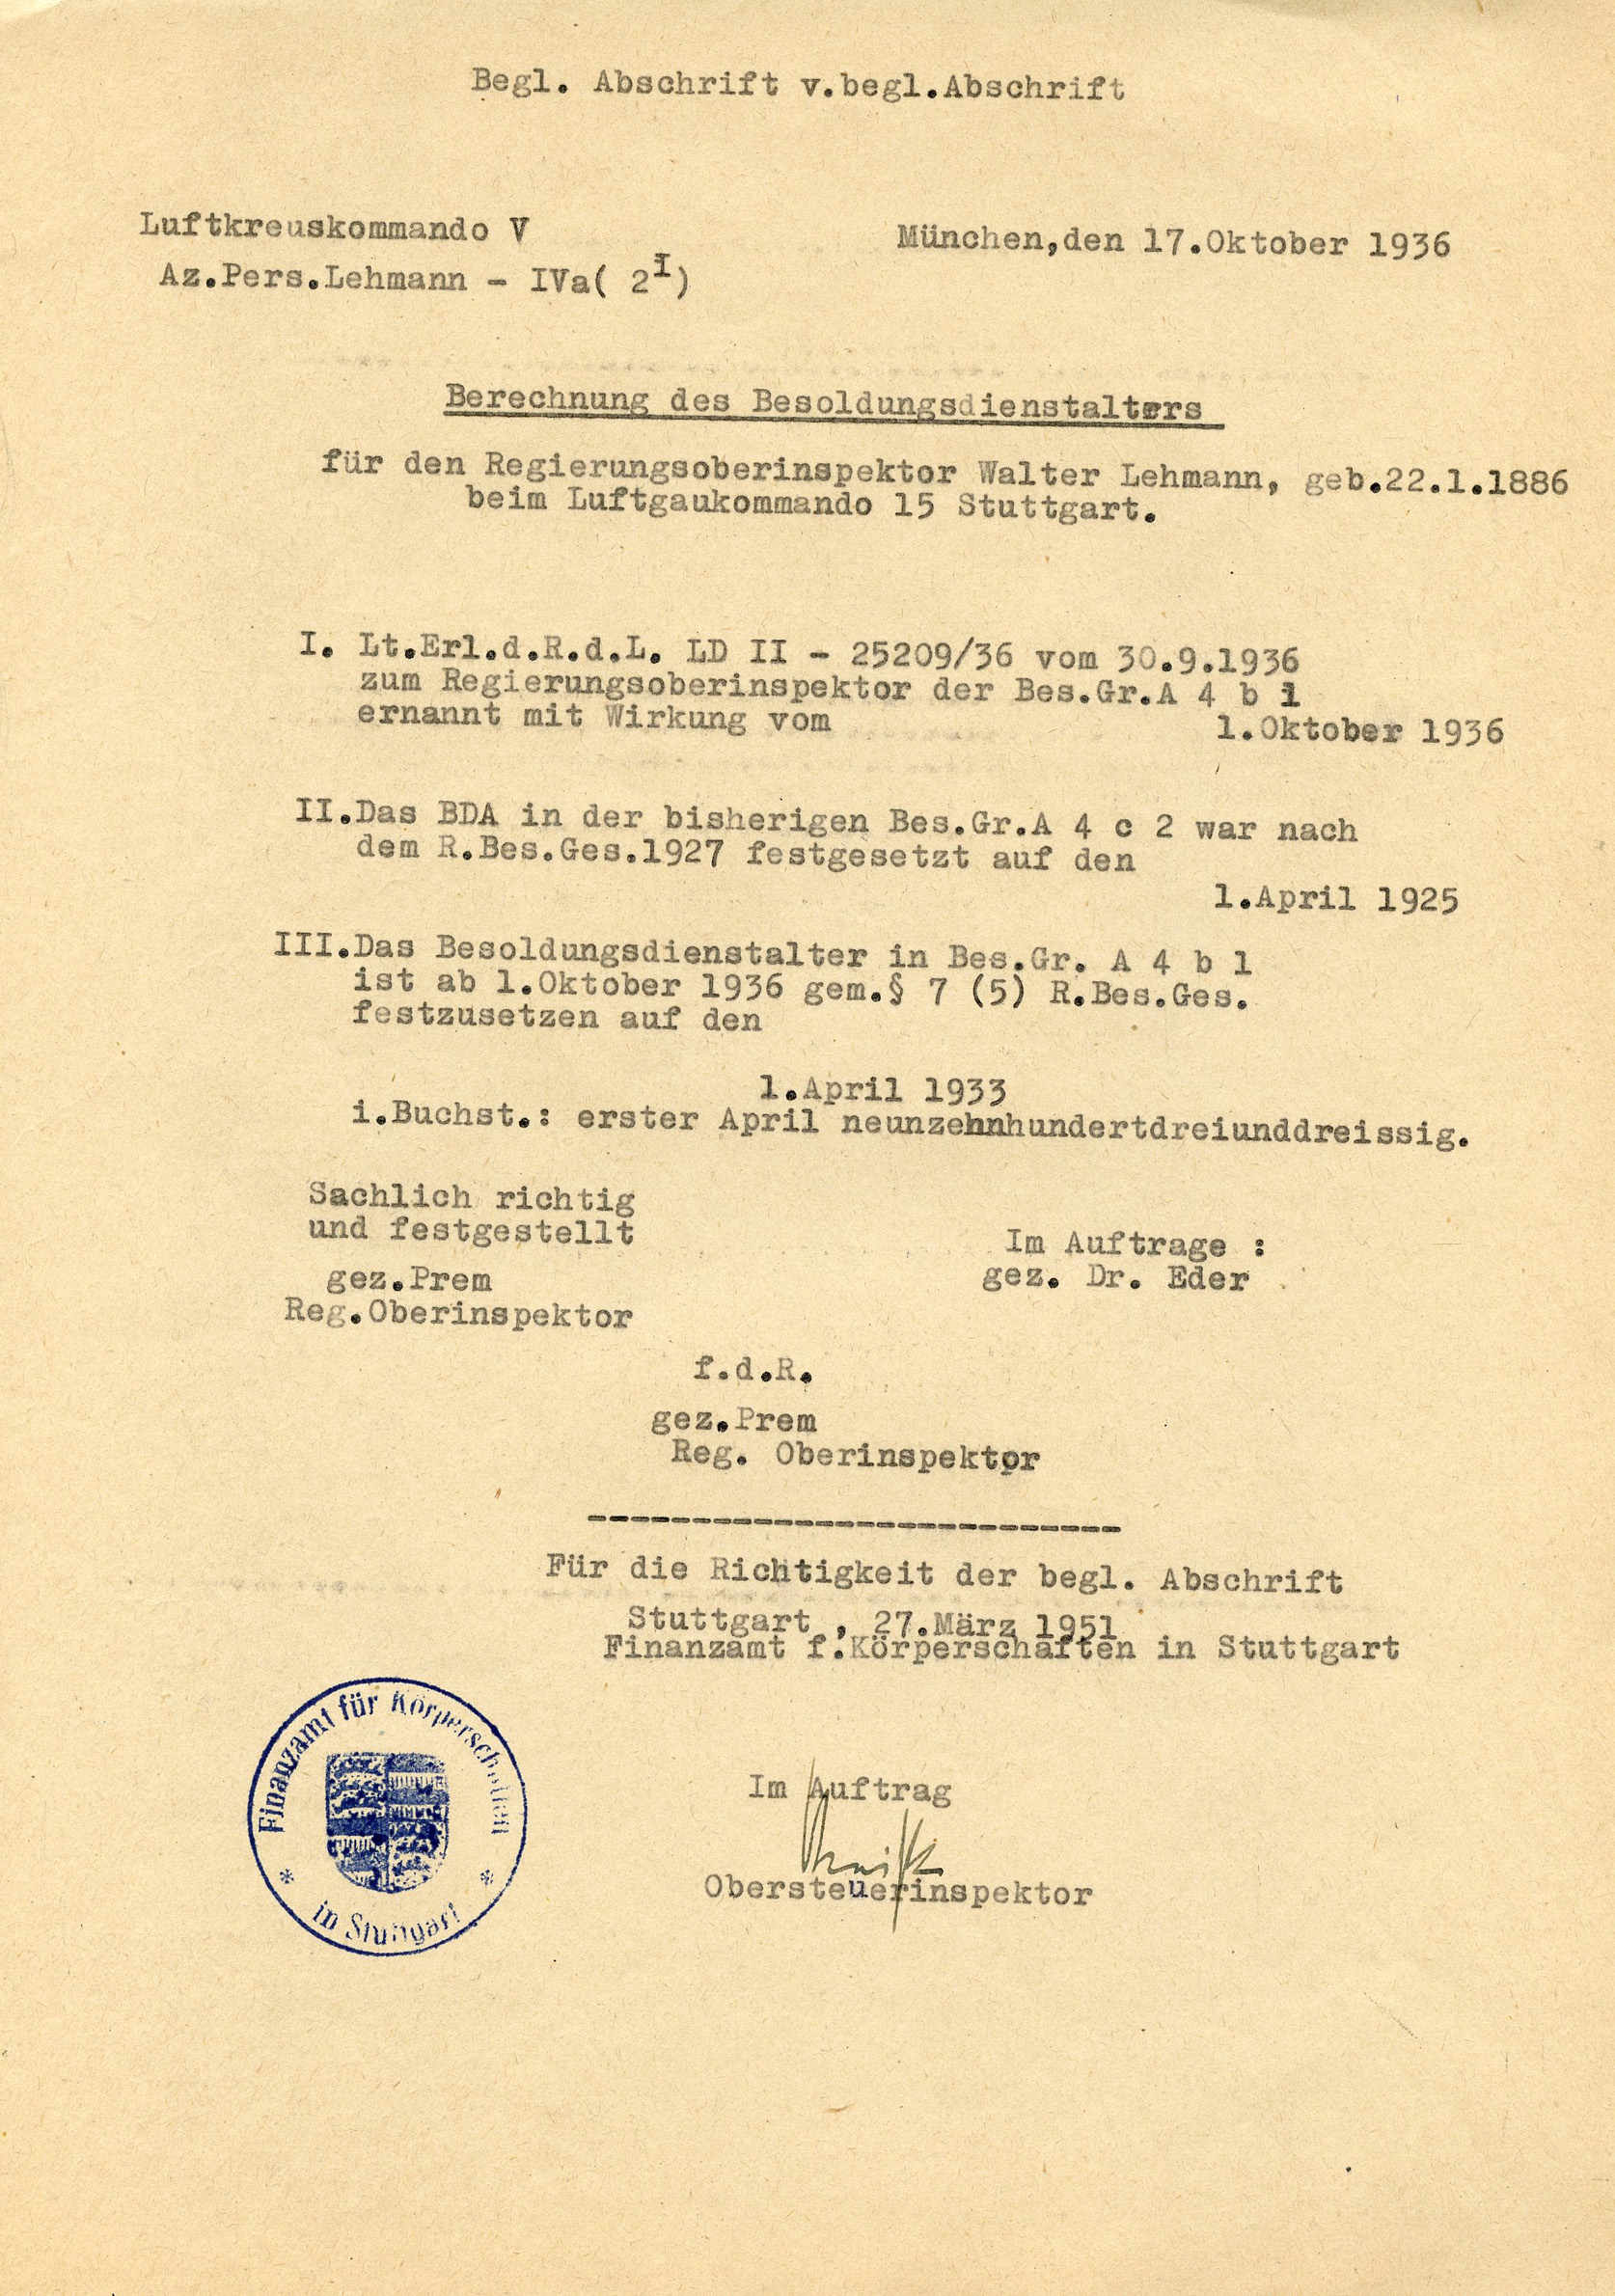 Begl. Abschrift v.begl.Abschrift
Luftkreuskommando V
München,den 17.Oktober 1936
Az.Pers.Lehmann - IVa( 2I)
Berechnung des Besoldungsdienstalters
für den Regierungsoberinspektor Walter Lehmann, geb.22.1.1886
beim Luftgaukommando 15 Stuttgart.
I. Lt.Erl.d.R.d.L. LD II - 25209/36 vom 30.9.1936
zum Regierungsoberinspektor der Bes.Gr.A 4 b 1
ernannt mit Wirkung vom 1.Oktober 1936
II.Das BDA in der bisherigen Bes.Gr.A 4 c 2 war nach
dem R.Bes.Ges.1927 festgesetzt auf den
1.April 1925
III.Das Besoldungsdienstalter in Bes.Gr. A 4 b 1
ist ab 1.Oktober 1936 gem.§ 7 (5) R.Bes.Ges.
festzusetzen auf den
1.April 1933
i.Buchst.: erster April neunzehnhundertdreiunddreissig.
Sachlich richtig
und festgestellt
Im Auftrage :
gez.Prem
gez. Dr. Eder
Reg.Oberinspektor
f.d.R.
gez.Prem
Reg. Oberinspektor
----------------------------
Für die Richtigkeit der begl. Abschrift
Stuttgart , 27.März 1951
Finanzamt f.Körperschaften in Stuttgart
Finanzamt für Körperschaften
in Stuttgart
Im Auftrag
Obersteuerinspektor